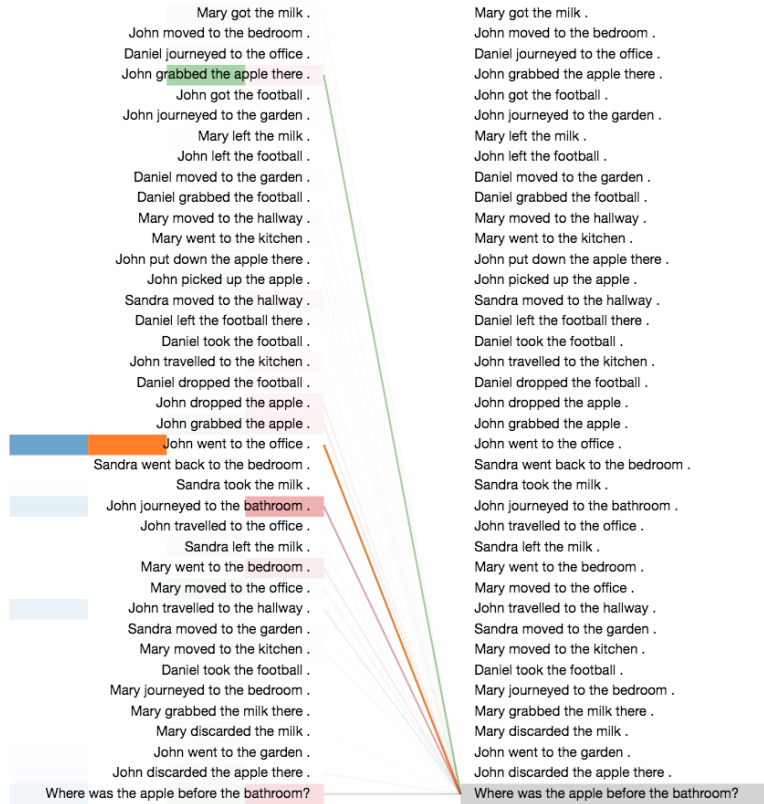 Mary got the milk .
John moved to the bedroom .
Daniel journeyed to the office .
John grabbed the apple there .
John got the football .
John journeyed to the garden .
Mary left the milk .
John left the football .
Daniel moved to the garden .
Daniel grabbed the football .
Mary moved to the hallway .
Mary went to the kitchen .
John put down the apple there .
John picked up the apple .
Sandra moved to the hallway .
Daniel left the football there .
Daniel took the football .
John travelled to the kitchen .
Daniel dropped the football .
John dropped the apple .
John grabbed the apple .
John went to the office .
Sandra went back to the bedroom .
Sandra took the milk .
John journeyed to the bathroom .
John travelled to the office .
Sandra left the milk .
Mary went to the bedroom .
Mary moved to the office .
John travelled to the hallway .
Sandra moved to the garden .
Mary moved to the kitchen .
Daniel took the football .
Mary journeyed to the bedroom .
Mary grabbed the milk there .
Mary discarded the milk .
John went to the garden .
John discarded the apple there .
Where was the apple before the bathroom?
Mary got the milk .
John moved to the bedroom .
Daniel journeyed to the office .
John grabbed the apple there .
John got the football .
John journeyed to the garden .
Mary left the milk .
John left the football .
Daniel moved to the garden .
Daniel grabbed the football .
Mary moved to the hallway .
Mary went to the kitchen .
John put down the apple there .
John picked up the apple .
Sandra moved to the hallway .
Daniel left the football there .
Daniel took the football .
John travelled to the kitchen .
Daniel dropped the football .
John dropped the apple .
John grabbed the apple .
John went to the office .
Sandra went back to the bedroom .
Sandra took the milk .
John journeyed to the bathroom .
John travelled to the office .
Sandra left the milk .
Mary went to the bedroom .
Mary moved to the office .
John travelled to the hallway .
Sandra moved to the garden .
Mary moved to the kitchen .
Daniel took the football .
Mary journeyed to the bedroom .
Mary grabbed the milk there .
Mary discarded the milk .
John went to the garden .
John discarded the apple there .
Where was the apple before the bathroom?